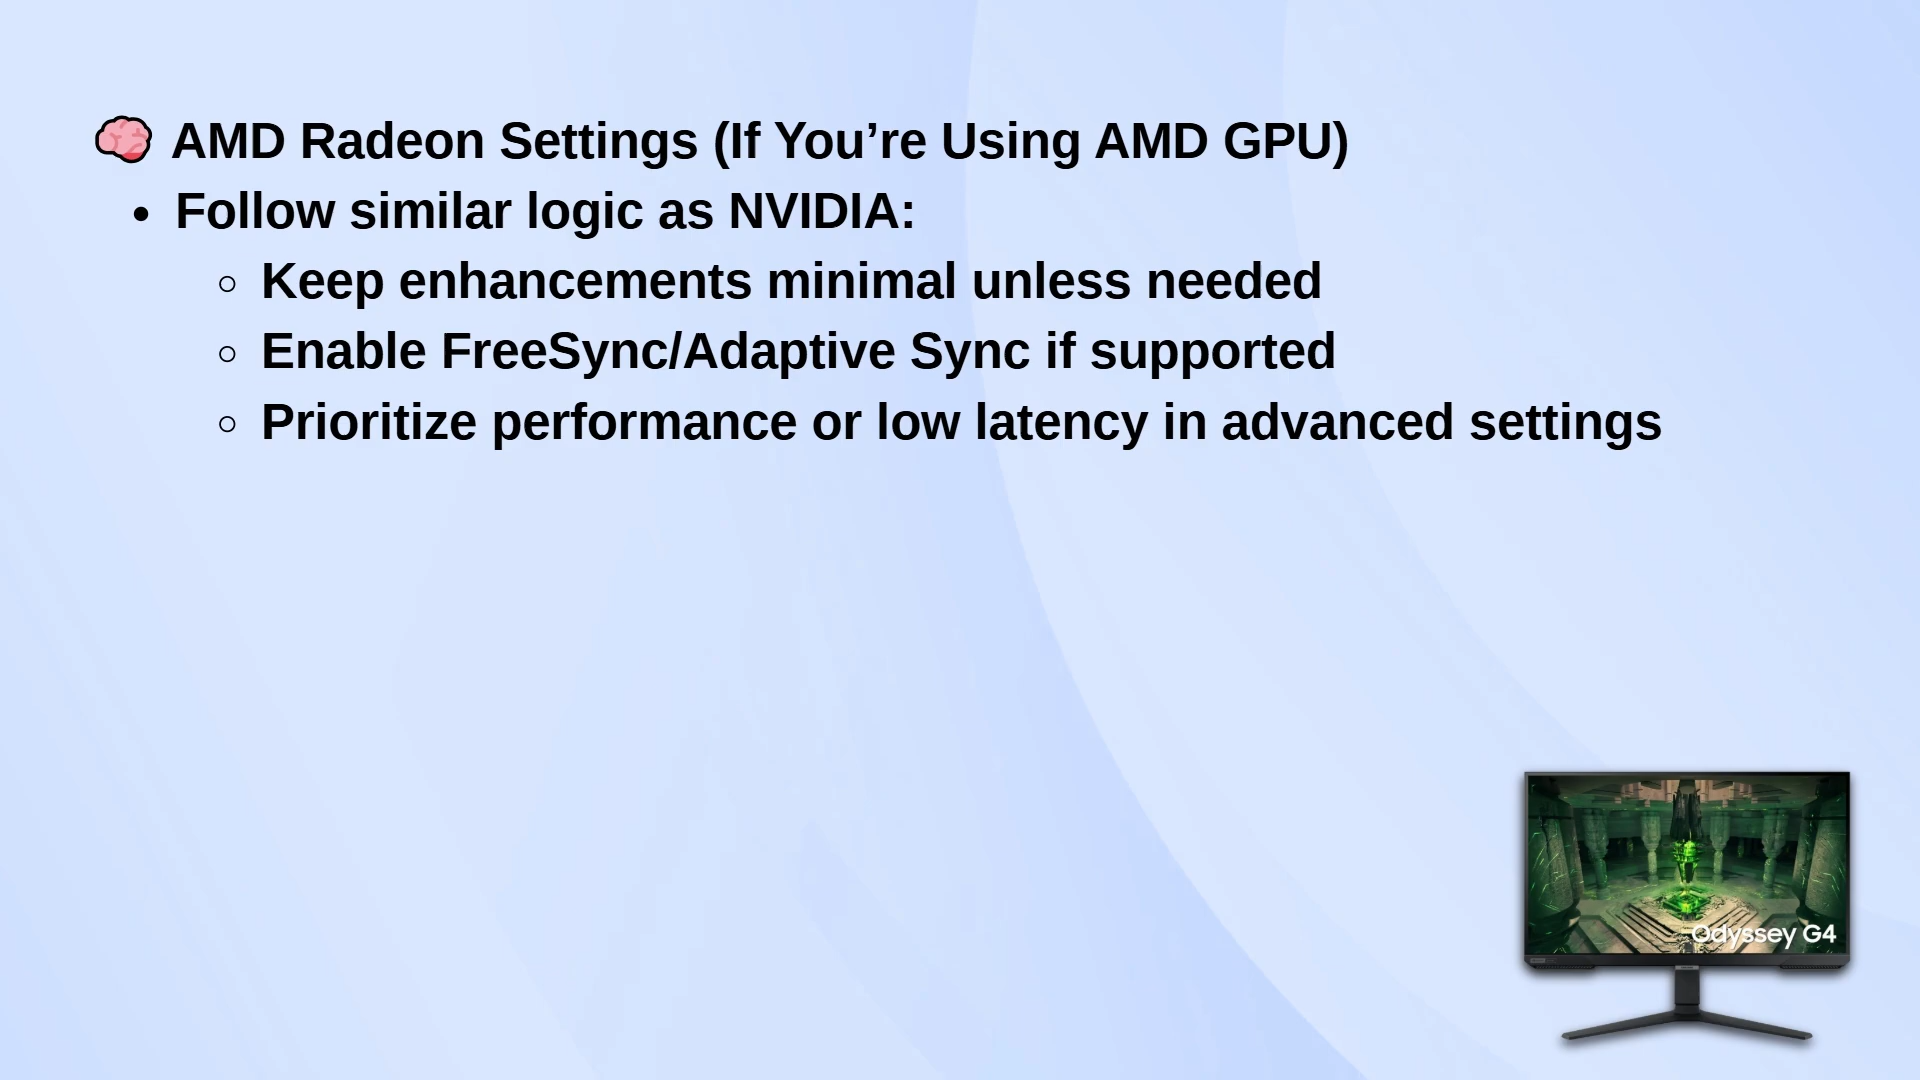 🧠 AMD Radeon Settings (If You’re Using AMD GPU)
• Follow similar logic as NVIDIA:
◦ Keep enhancements minimal unless needed
◦ Enable FreeSync/Adaptive Sync if supported
◦ Prioritize performance or low latency in advanced settings
Odyssey G4